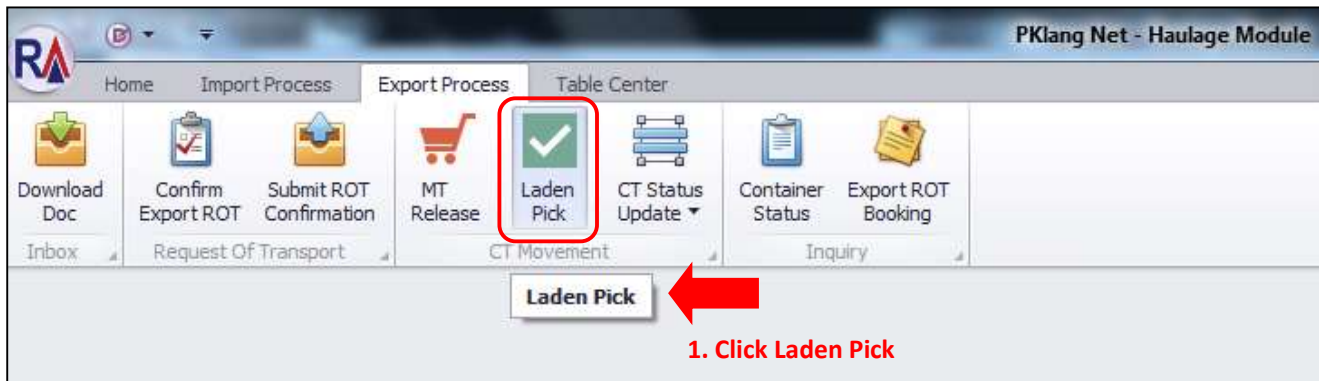 RA
PKlang Net - Haulage Module
Home Import Process Export Process Table Center
Download Doc
Confirm Export ROT
Submit ROT Confirmation
MT Release
Laden Pick
CT Status Update
Container Status
Export ROT Booking
Inbox Request Of Transport CT Movement Inquiry
Laden Pick
1. Click Laden Pick